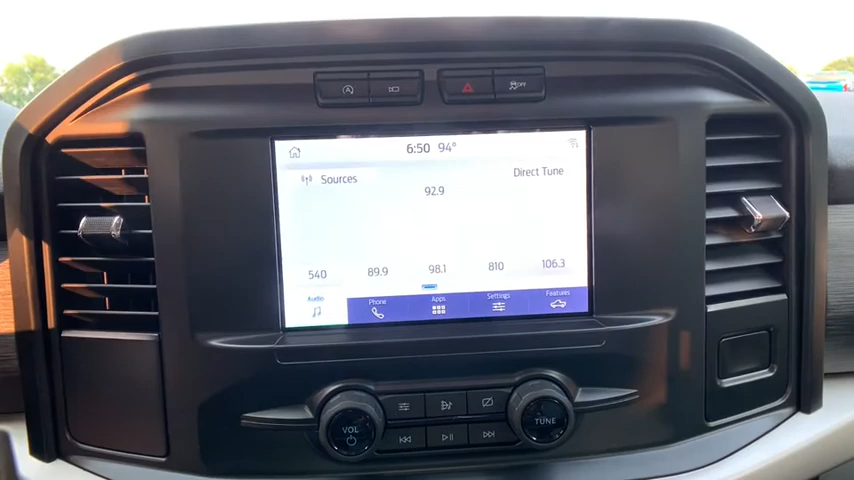 OFF
6:50 94°
Sources
Direct Tune
92.9
540 89.9 98.1 810 106.3
Audio Phone Apps Settings Features
VOL
TUNE